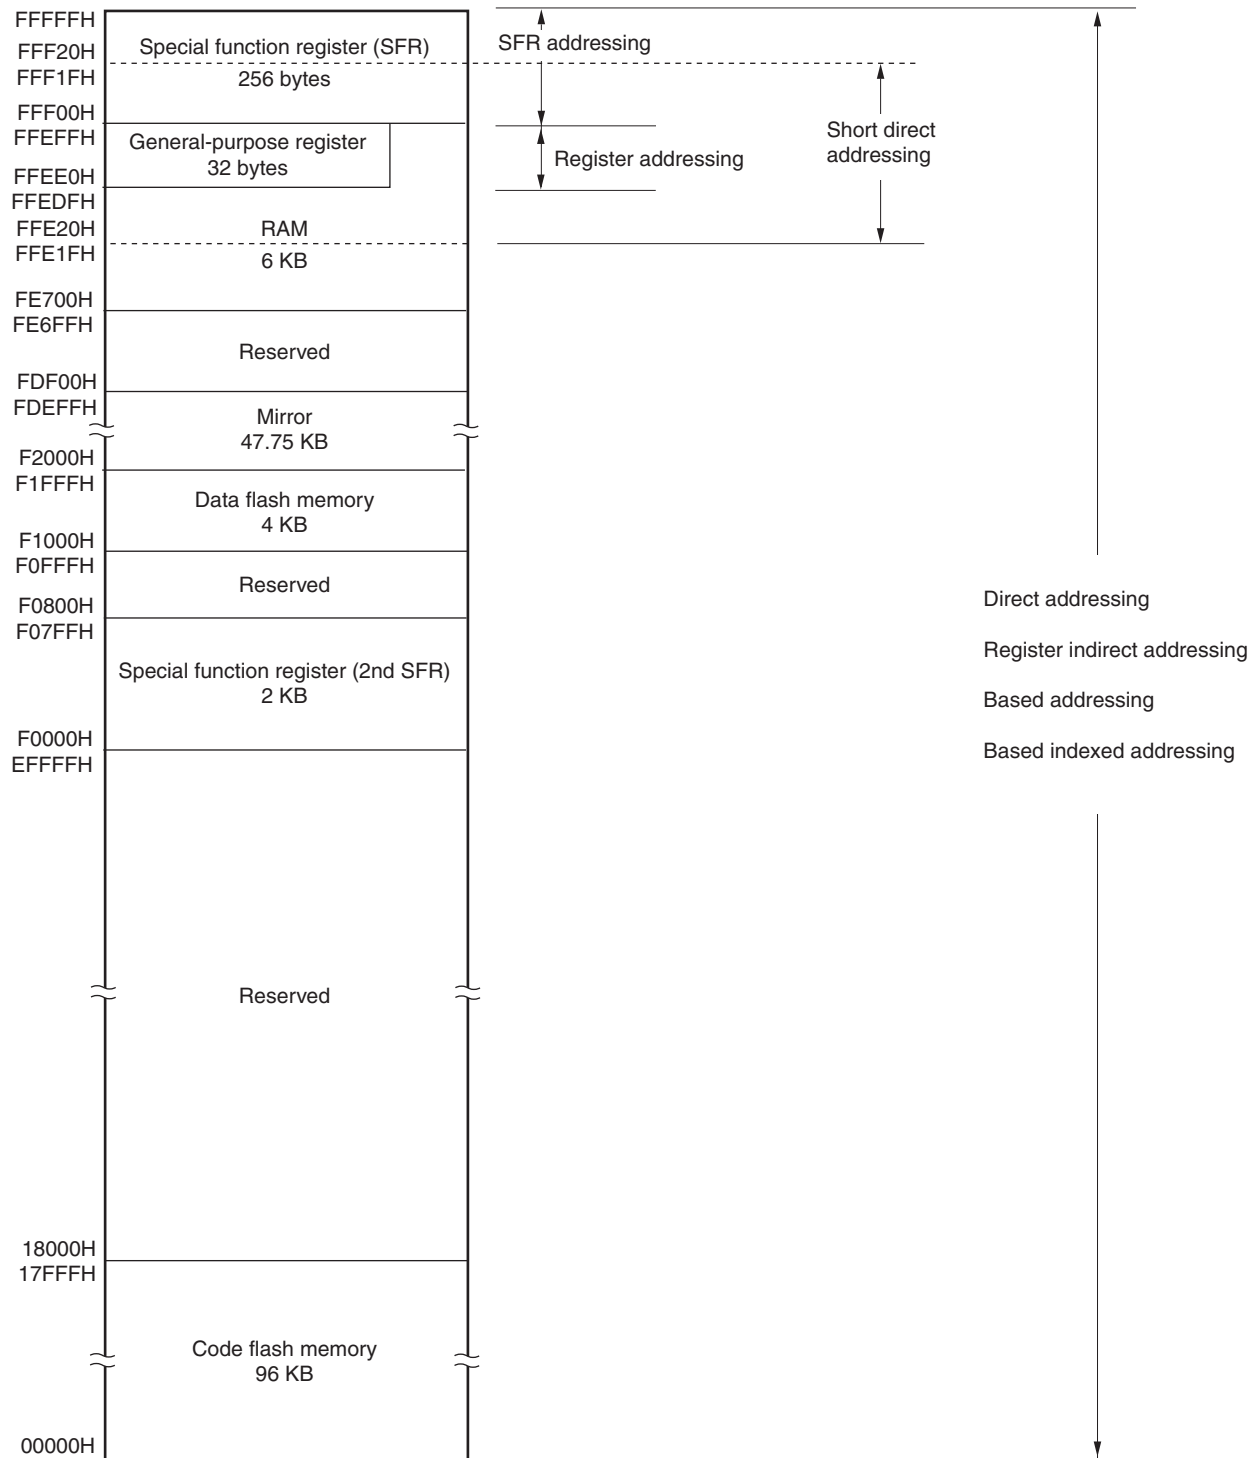 FFFFFH
FFF20H
FFF1FH
FFF00H
FFEFFH
FFEE0H
FFEDFH
FFE20H
FFE1FH
FE700H
FE6FFH
FDF00H
FDEFFH
F2000H
F1FFFH
F1000H
F0FFFH
F0800H
F07FFH
F0000H
EFFFFH
18000H
17FFFH
00000H
Special function register (SFR)
256 bytes
General-purpose register
32 bytes
RAM
6 KB
Reserved
Mirror
47.75 KB
Data flash memory
4 KB
Reserved
Special function register (2nd SFR)
2 KB
Reserved
Code flash memory
96 KB
SFR addressing
Register addressing
Short direct
addressing
Direct addressing
Register indirect addressing
Based addressing
Based indexed addressing